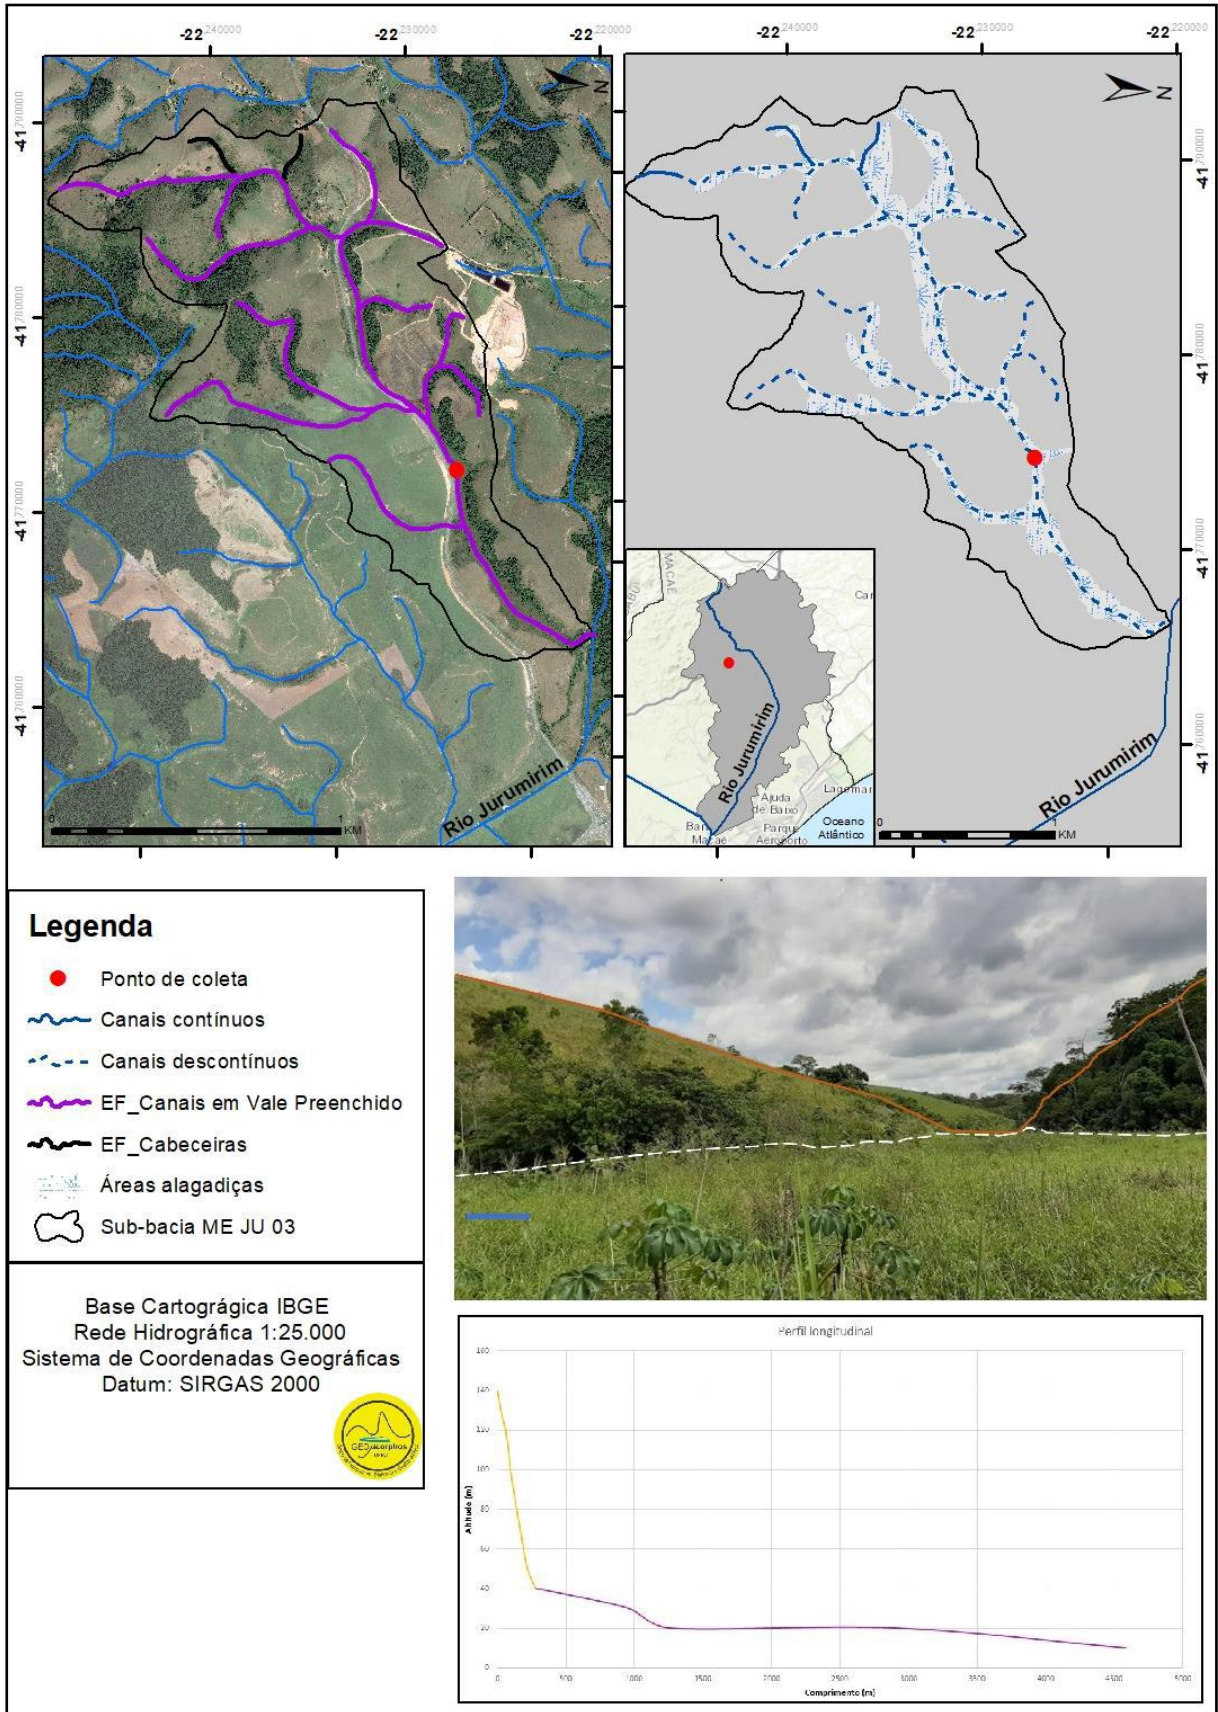 -22,240000 -22,230000 -22,220000
-22,240000 -22,230000 -22,220000
-41,790000
-41,780000
-41,770000
-41,760000
N
Rio Jurumirim
0 1
KM
N
-41,790000
-41,780000
-41,770000
-41,760000
Rio Jurumirim
0 1
KM
MACAÉ
Rio Jurumirim
Ajuda
de Baixo
Parque
Aeroporto
Macaé
Oceano
Atlântico
Legenda
Ponto de coleta
Canais contínuos
Canais descontínuos
EF_Canais em Vale Preenchido
EF_Cabeceiras
Áreas alagadiças
Sub-bacia ME JU 03
Base Cartográgica IBGE
Rede Hidrográfica 1:25.000
Sistema de Coordenadas Geográficas
Datum: SIRGAS 2000
GEOMorphos
UFRJ
Perfil longitudinal
Altitude (m)
160
140
120
100
80
60
40
20
0
0 500 1000 1500 2000 2500 3000 3500 4000 4500 5000
Comprimento (m)